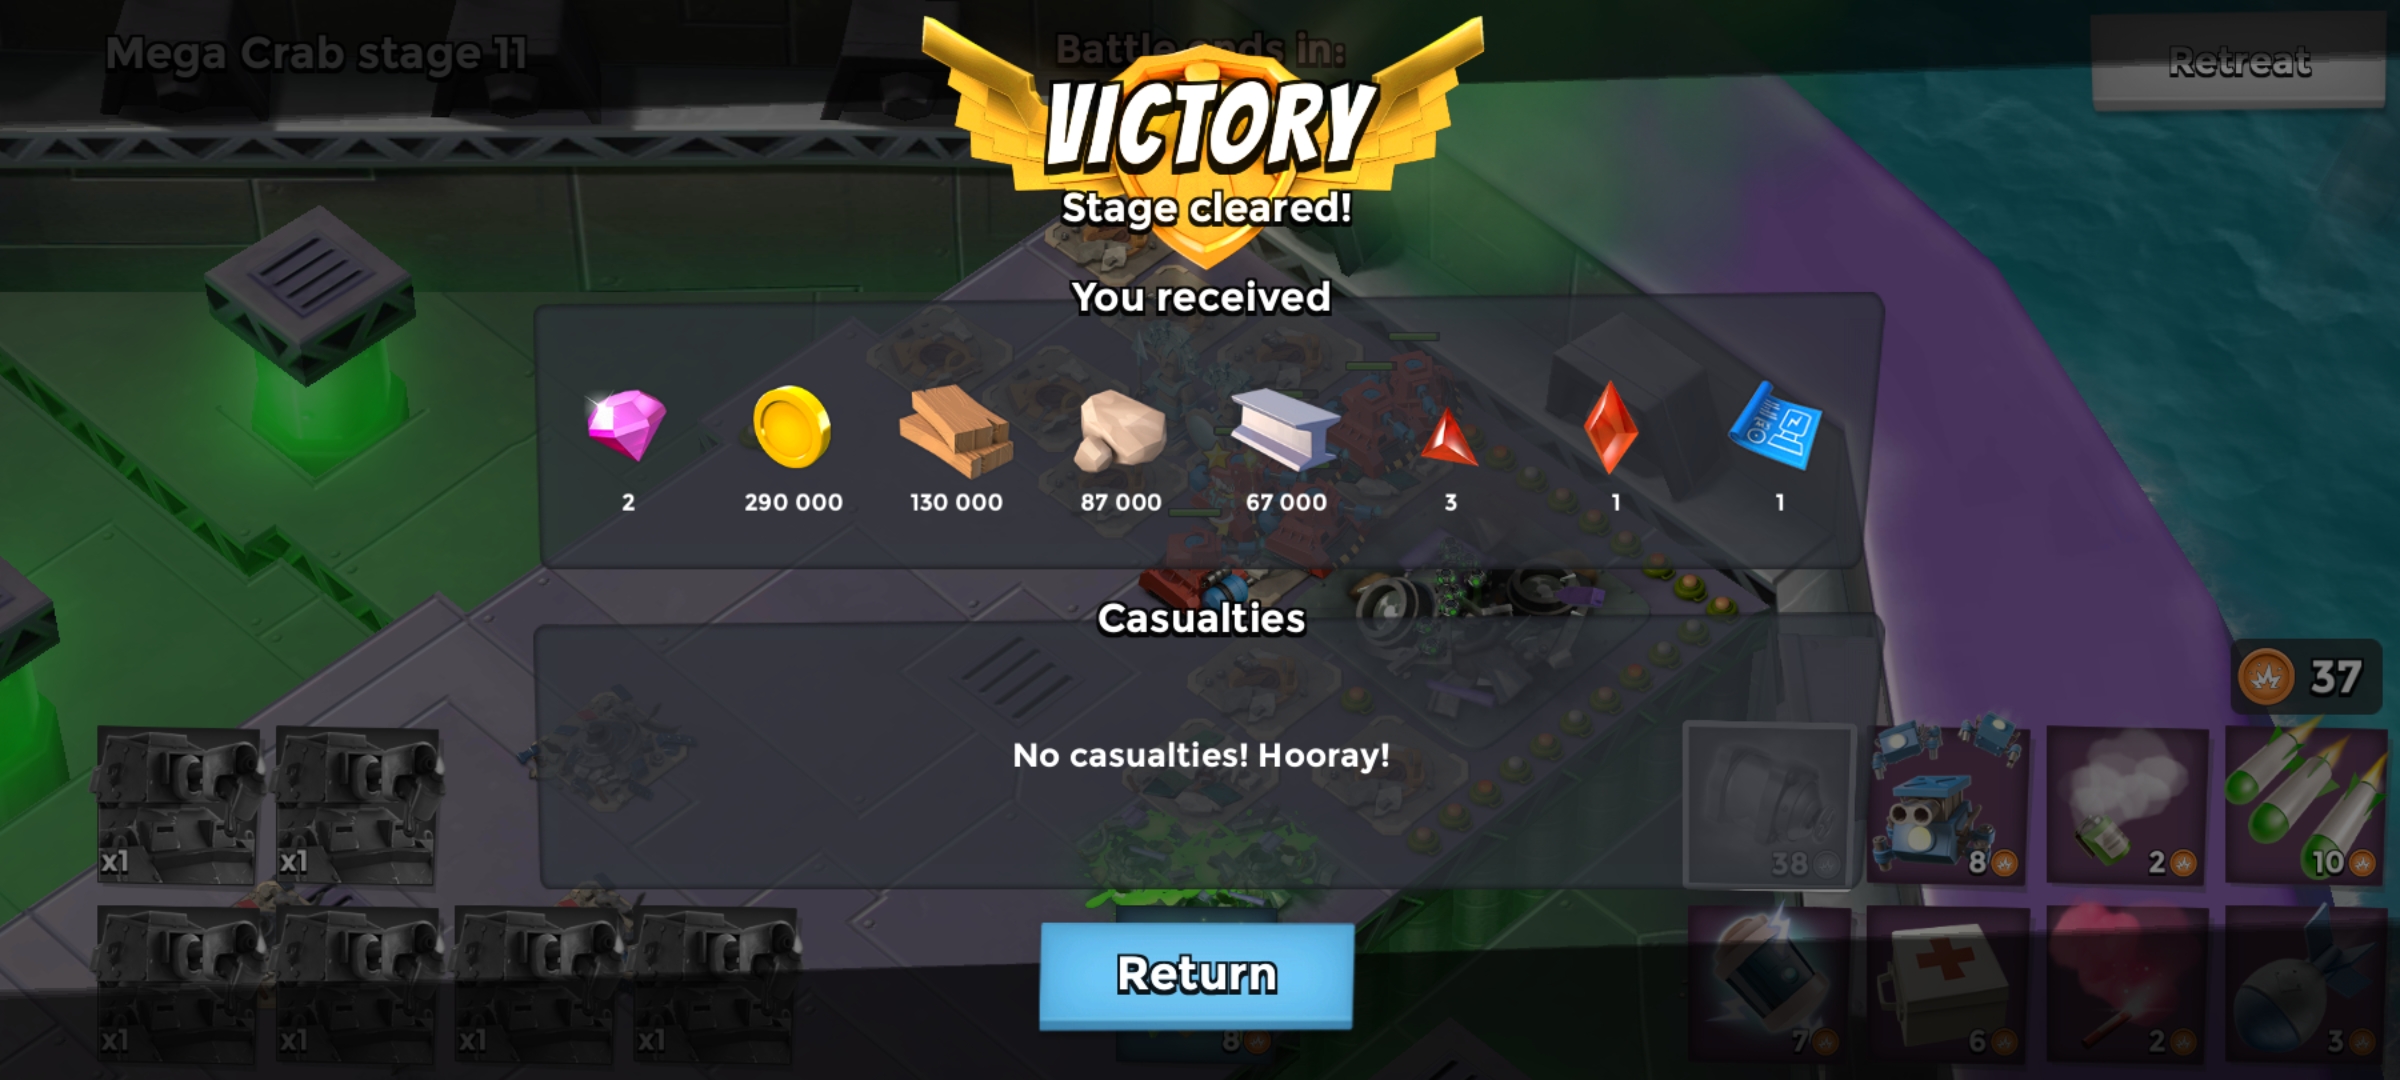 Mega Crab stage 11
Battle ends in:
Retreat
VICTORY
Stage cleared!
You received
2
290 000
130 000
87 000
67 000
3
1
1
Casualties
No casualties! Hooray!
37
x1
x1
38
8
2
10
x1
x1
x1
x1
Return
8
7
6
2
3